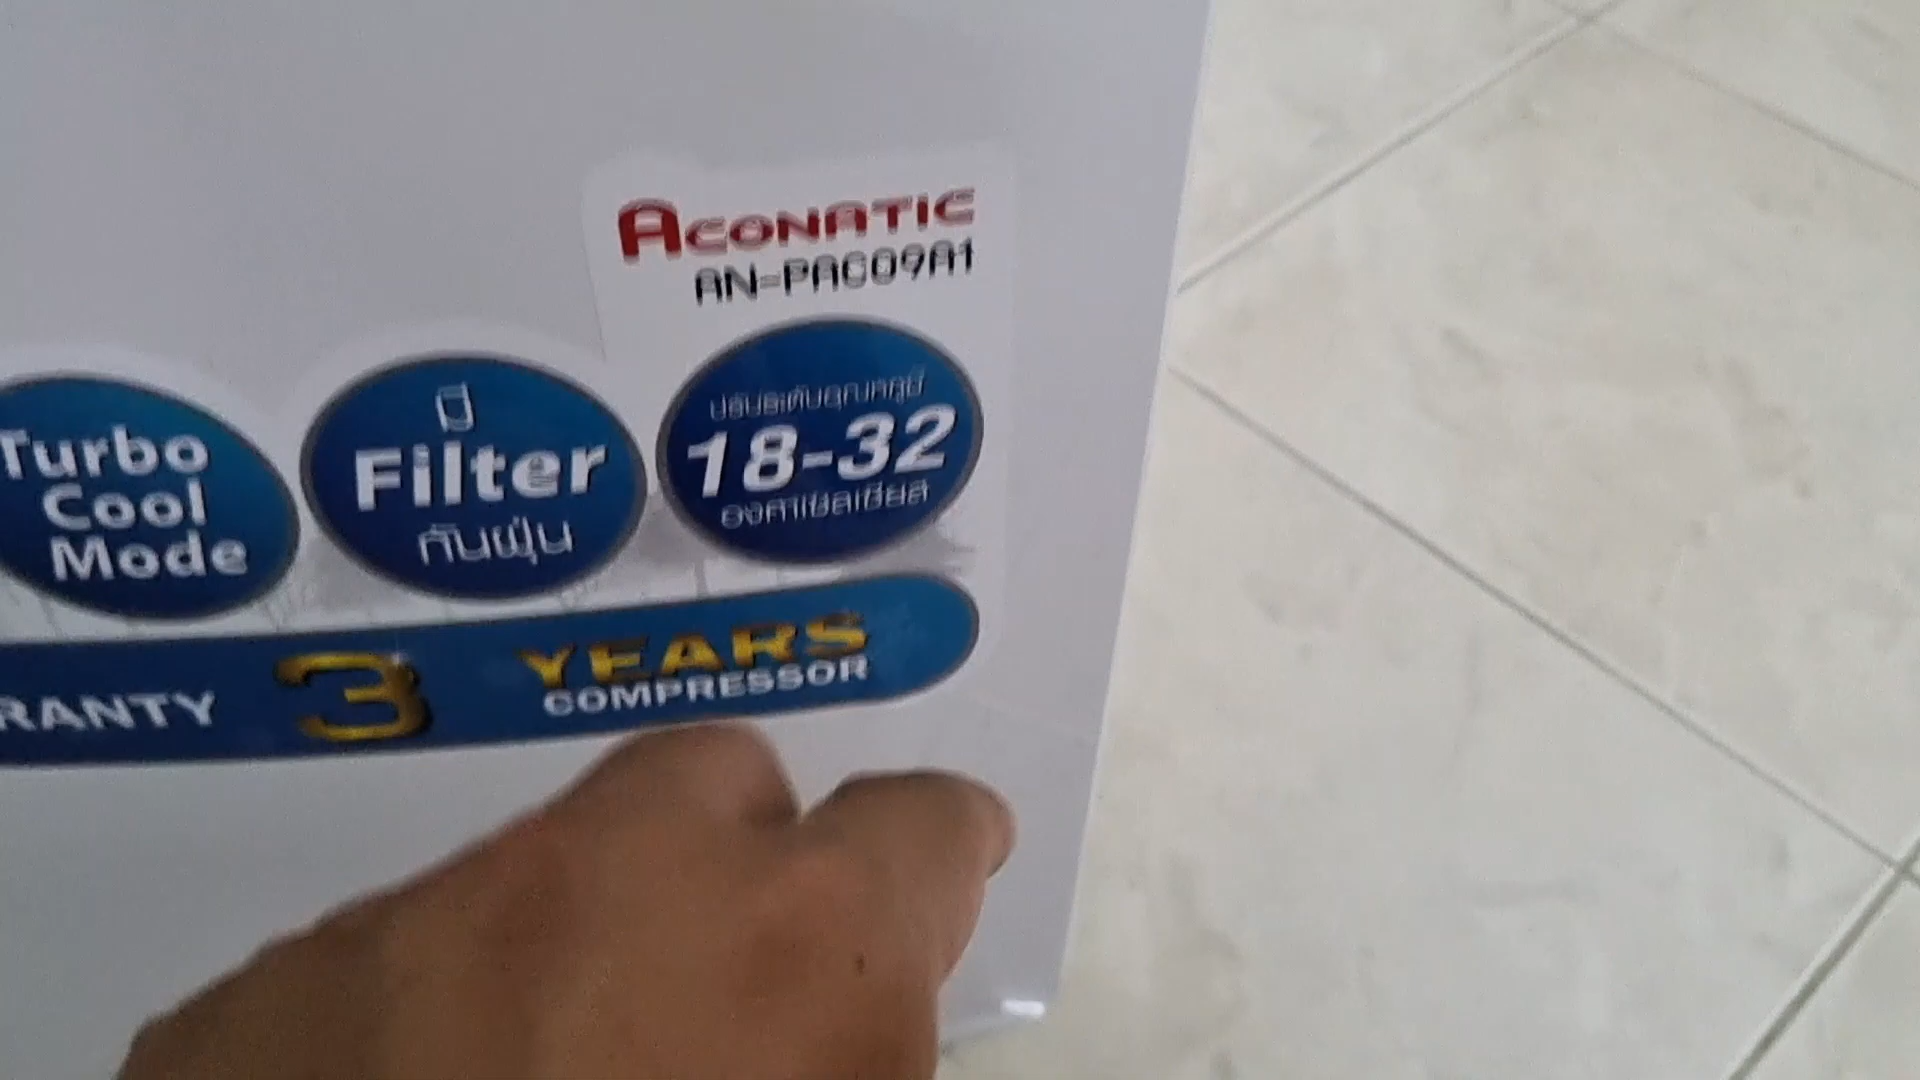 ACONATIC
AN-PAC09A1
Turbo
Cool
Mode
มี
Filter
กันฝุ่น
ปรับระดับอุณหภูมิ
18-32
องศาเซลเซียส
RANTY 3 YEARS
COMPRESSOR